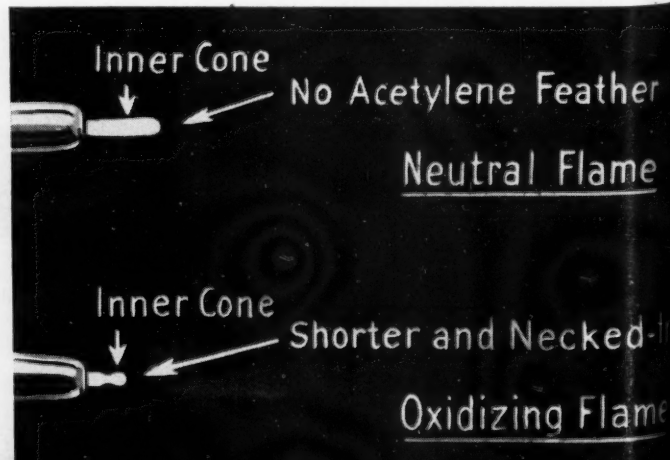 Inner Cone
No Acetylene Feather
Neutral Flame
Inner Cone
Shorter and Necked-I
Oxidizing Flame